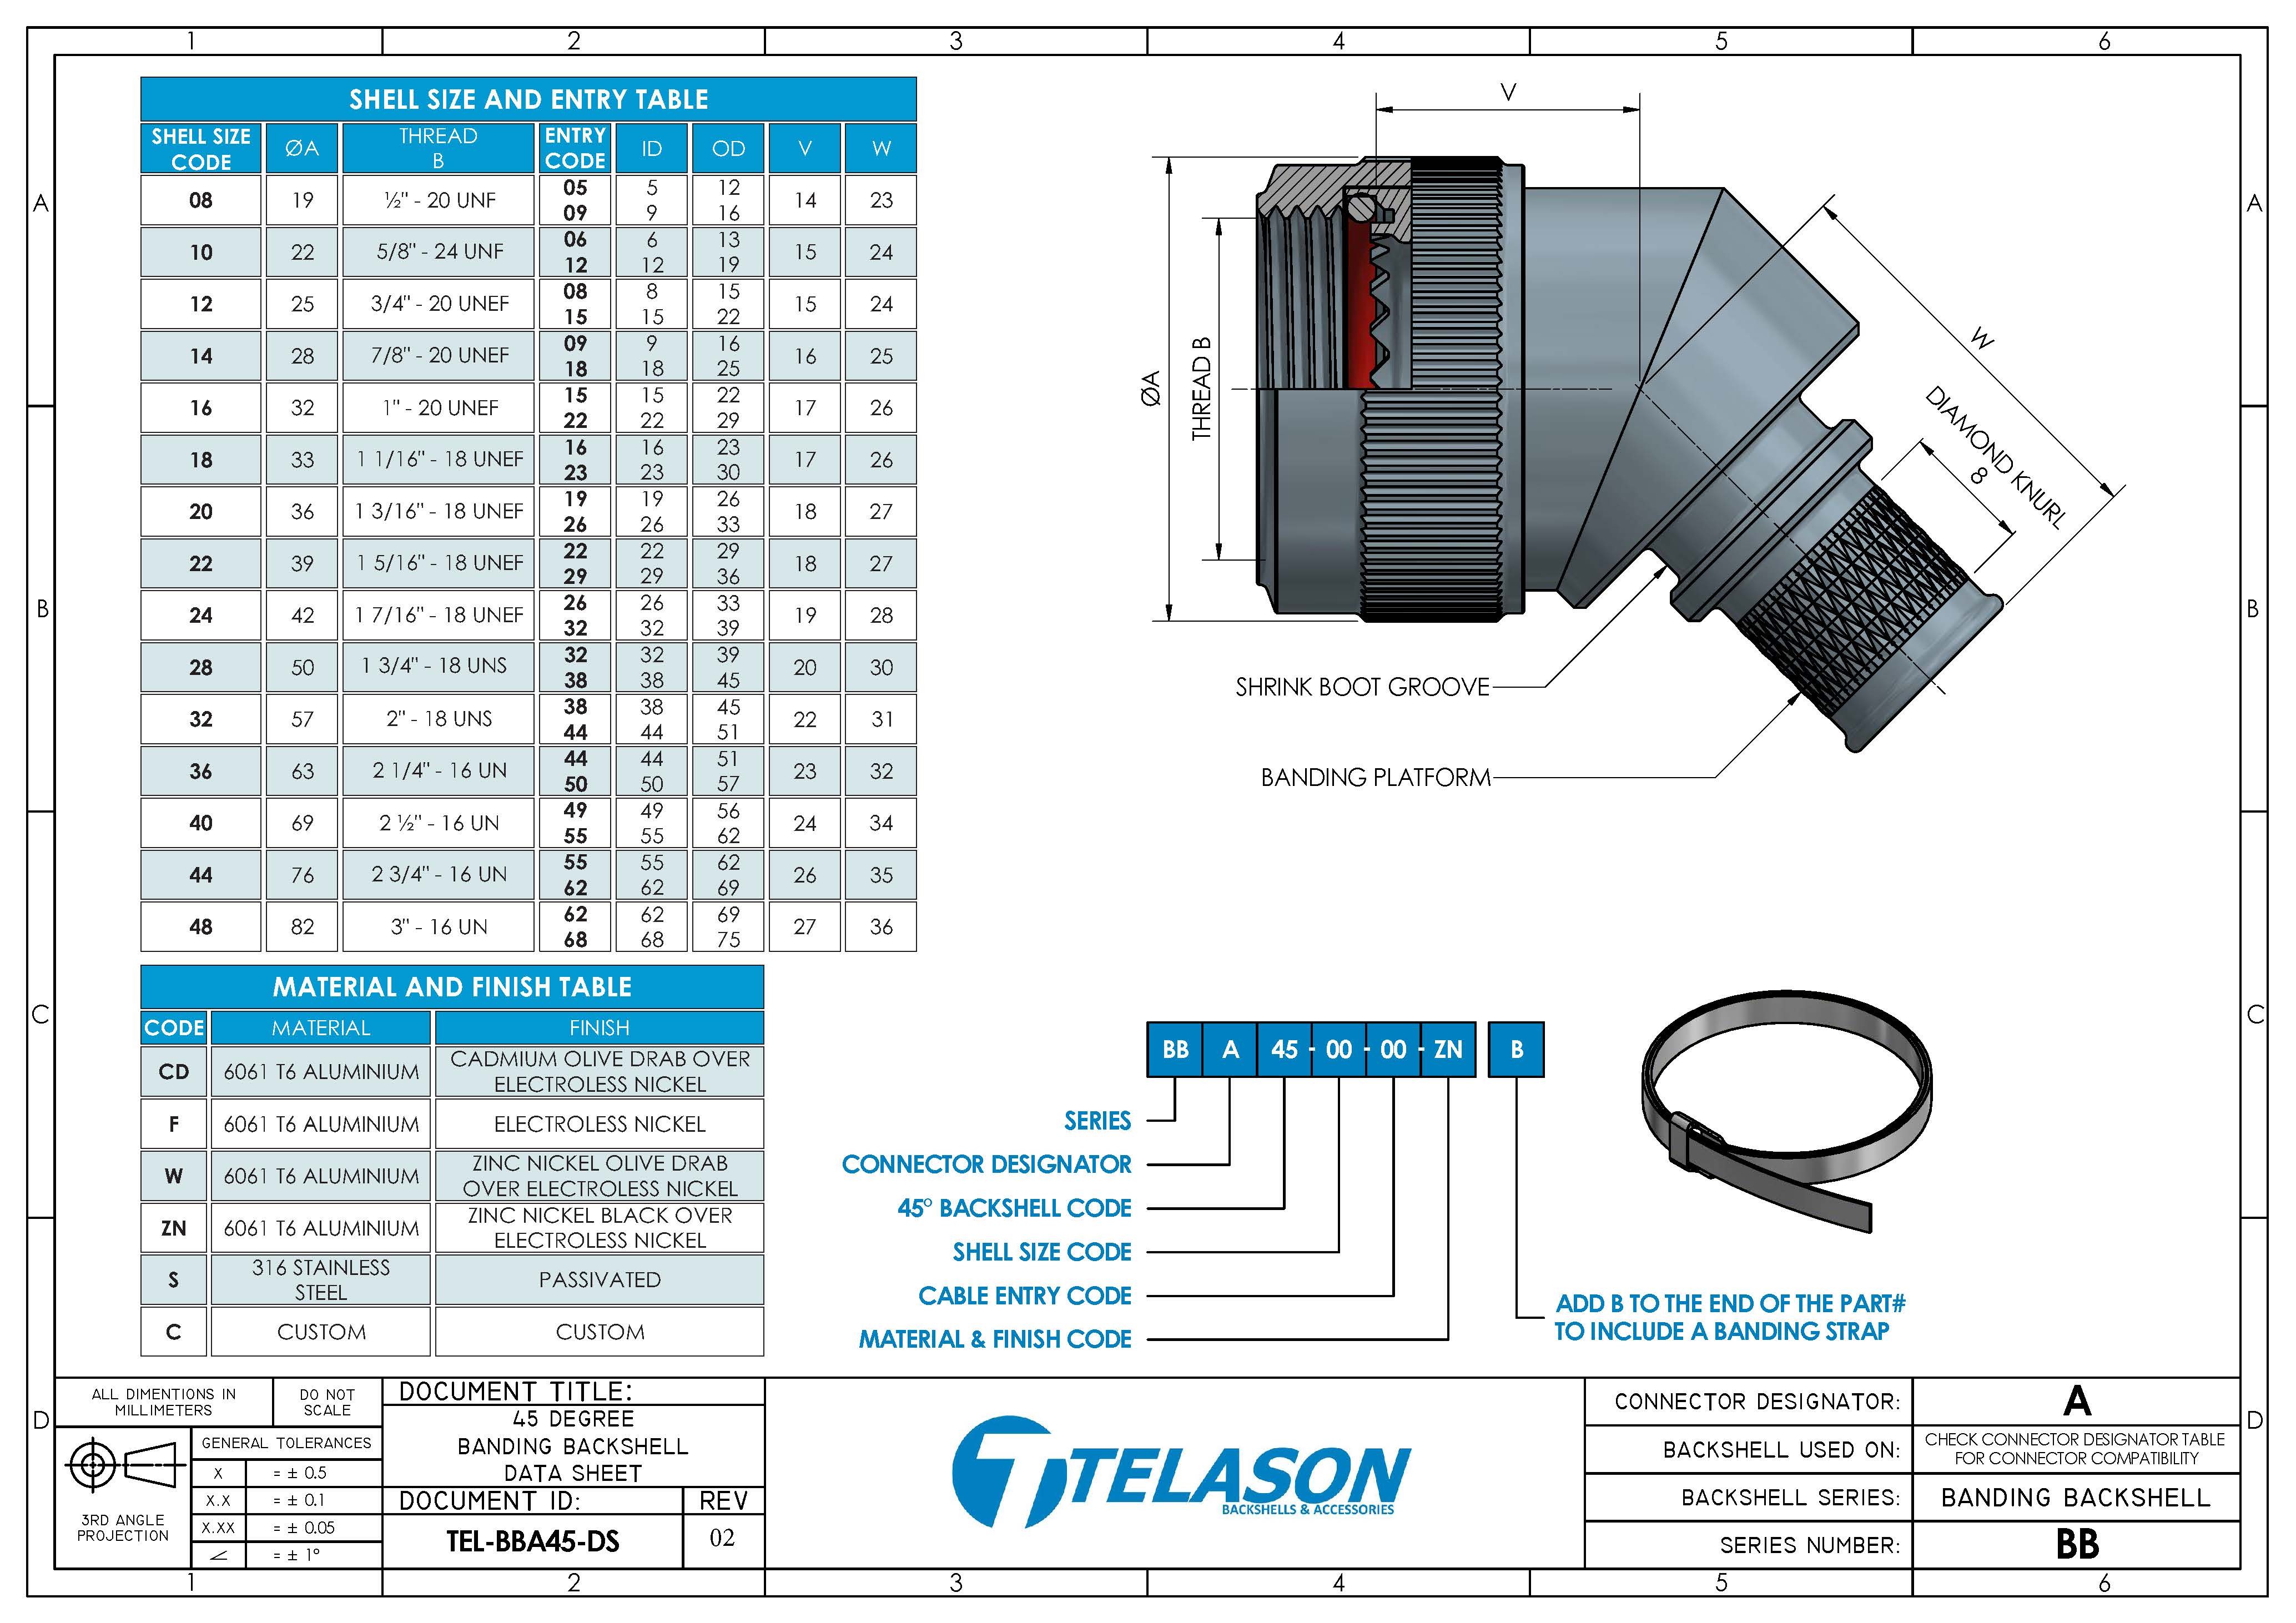 1 2 3 4 5 6
A A
B B
C C
D D
SHELL SIZE AND ENTRY TABLE
SHELL SIZE CODE ØA THREAD B ENTRY CODE ID OD V W
08 19 ½" - 20 UNF 05 5 12 14 23
09 9 16
10 22 5/8" - 24 UNF 06 6 13 15 24
12 12 19
12 25 3/4" - 20 UNEF 08 8 15 15 24
15 15 22
14 28 7/8" - 20 UNEF 09 9 16 16 25
18 18 25
16 32 1" - 20 UNEF 15 15 22 17 26
22 22 29
18 33 1 1/16" - 18 UNEF 16 16 23 17 26
23 23 30
20 36 1 3/16" - 18 UNEF 19 19 26 18 27
26 26 33
22 39 1 5/16" - 18 UNEF 22 22 29 18 27
29 29 36
24 42 1 7/16" - 18 UNEF 26 26 33 19 28
32 32 39
28 50 1 3/4" - 18 UNS 32 32 39 20 30
38 38 45
32 57 2" - 18 UNS 38 38 45 22 31
44 44 51
36 63 2 1/4" - 16 UN 44 44 51 23 32
50 50 57
40 69 2 ½" - 16 UN 49 49 56 24 34
55 55 62
44 76 2 3/4" - 16 UN 55 55 62 26 35
62 62 69
48 82 3" - 16 UN 62 62 69 27 36
68 68 75
V
ØA
THREAD B
W
DIAMOND KNURL
8
SHRINK BOOT GROOVE
BANDING PLATFORM
MATERIAL AND FINISH TABLE
CODE MATERIAL FINISH
CD 6061 T6 ALUMINIUM CADMIUM OLIVE DRAB OVER
ELECTROLESS NICKEL
F 6061 T6 ALUMINIUM ELECTROLESS NICKEL
W 6061 T6 ALUMINIUM ZINC NICKEL OLIVE DRAB
OVER ELECTROLESS NICKEL
ZN 6061 T6 ALUMINIUM ZINC NICKEL BLACK OVER
ELECTROLESS NICKEL
S 316 STAINLESS
STEEL PASSIVATED
C CUSTOM CUSTOM
BB A 45 - 00 - 00 - ZN B
SERIES
CONNECTOR DESIGNATOR
45° BACKSHELL CODE
SHELL SIZE CODE
CABLE ENTRY CODE
MATERIAL & FINISH CODE
ADD B TO THE END OF THE PART#
TO INCLUDE A BANDING STRAP
ALL DIMENTIONS IN
MILLIMETERS
DO NOT
SCALE
3RD ANGLE
PROJECTION
GENERAL TOLERANCES
X = ± 0.5
X.X = ± 0.1
X.XX = ± 0.05
∠ = ± 1°
DOCUMENT TITLE:
45 DEGREE
BANDING BACKSHELL
DATA SHEET
DOCUMENT ID: REV
TEL-BBA45-DS 02
TELASON
BACKSHELLS & ACCESSORIES
CONNECTOR DESIGNATOR: A
BACKSHELL USED ON: CHECK CONNECTOR DESIGNATOR TABLE
FOR CONNECTOR COMPATIBILITY
BACKSHELL SERIES: BANDING BACKSHELL
SERIES NUMBER: BB
1 2 3 4 5 6